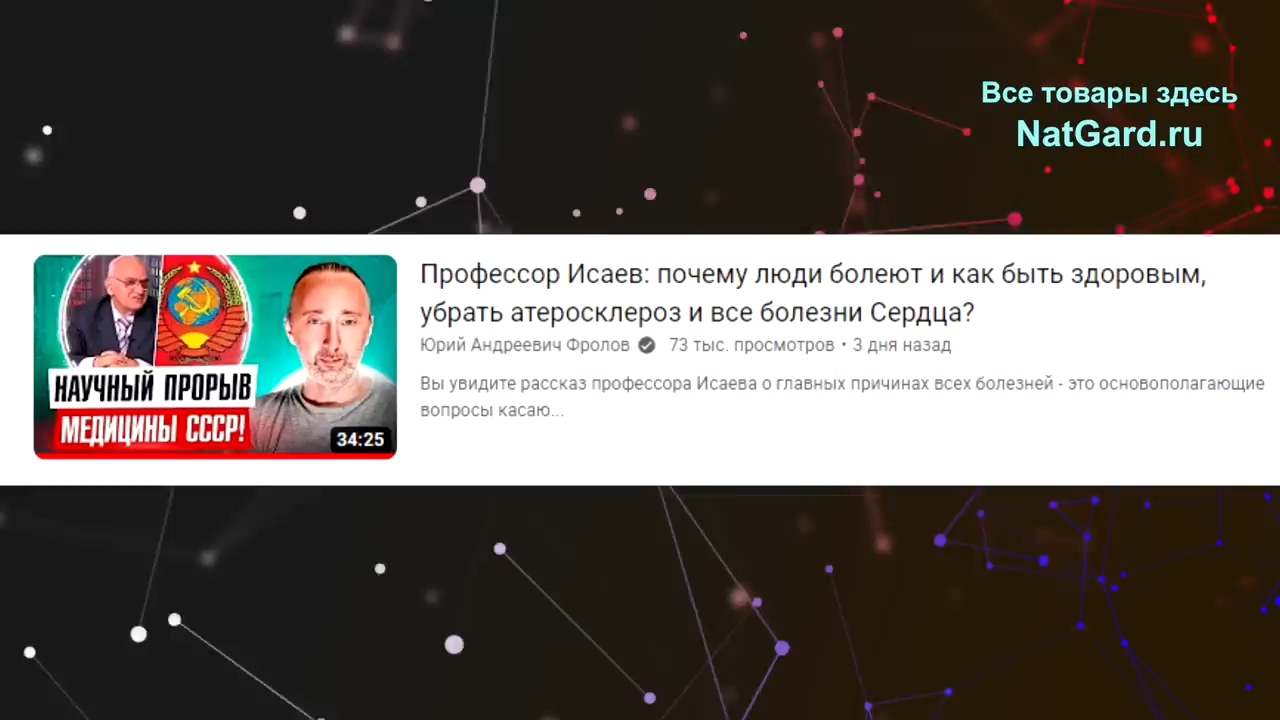 Все товары здесь
NatGard.ru
Профессор Исаев: почему люди болеют и как быть здоровым,
убрать атеросклероз и все болезни Сердца?
Юрий Андреевич Фролов 73 тыс. просмотров • 3 дня назад
Вы увидите рассказ профессора Исаева о главных причинах всех болезней - это основополагающие
вопросы касаю...
НАУЧНЫЙ ПРОРЫВ
МЕДИЦИНЫ СССР!
34:25